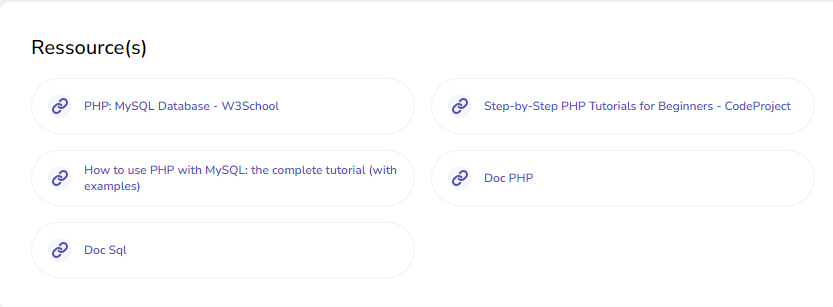 Ressource(s)
PHP: MySQL Database - W3School
Step-by-Step PHP Tutorials for Beginners - CodeProject
How to use PHP with MySQL: the complete tutorial (with
examples)
Doc PHP
Doc Sql